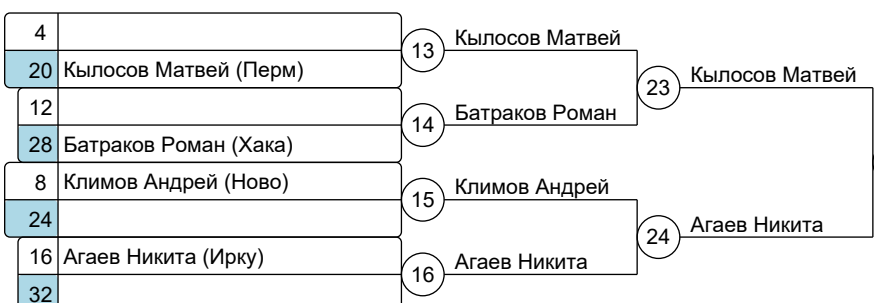 4
20 Кылосов Матвей (Перм)
13 Кылосов Матвей
23 Кылосов Матвей
12
28 Батраков Роман (Хака)
14 Батраков Роман
8 Климов Андрей (Ново)
24
15 Климов Андрей
24 Агаев Никита
16 Агаев Никита (Ирку)
32
16 Агаев Никита